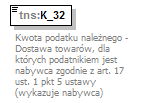 tns:K_32
Kwota podatku należnego -
Dostawa towarów, dla
których podatnikiem jest
nabywca zgodnie z art. 17
ust. 1 pkt 5 ustawy
(wykazuje nabywca)